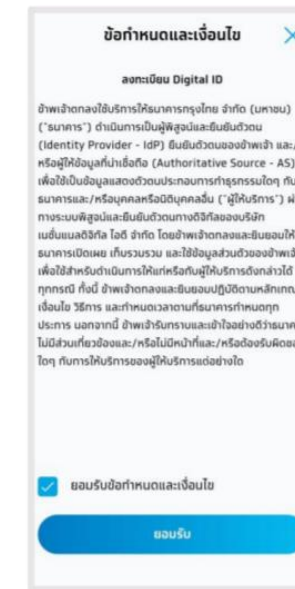 ข้อกำหนดและเงื่อนไข
ลงทะเบียน Digital ID
ข้าพเจ้าตกลงใช้บริการให้ธนาคารกรุงไทย จำกัด (มหาชน)
("ธนาคาร") ดำเนินการเป็นผู้พิสูจน์และยืนยันตัวตน
(Identity Provider - IdP) ยืนยันตัวตนของข้าพเจ้า และ/
หรือผู้ให้ข้อมูลที่น่าเชื่อถือ (Authoritative Source - AS)
เพื่อใช้เป็นข้อมูลแสดงตัวตนประกอบการทำธุรกรรมใดๆ กับ
ธนาคารและ/หรือบุคคลหรือนิติบุคคลอื่น ("ผู้ให้บริการ")
ทางระบบพิสูจน์และยืนยันตัวตนทางดิจิทัลของบริษัท
เนชั่นแนลดิจิทัล ไอดี จำกัด โดยข้าพเจ้าตกลงและยินยอมให้
ธนาคารเปิดเผย เก็บรวบรวม และใช้ข้อมูลส่วนตัวของข้าพเจ้
เพื่อใช้สำหรับดำเนินการให้แก่หรือกับผู้ให้บริการดังกล่าวได้
ทุกกรณี ทั้งนี้ ข้าพเจ้าตกลงและยินยอมปฏิบัติตามหลักเกณ
เงื่อนไข วิธีการ และกำหนดเวลาตามที่ธนาคารกำหนดทุก
ประการ นอกจากนี้ ข้าพเจ้ารับทราบและเข้าใจอย่างดีว่าธนาค
ไม่มีส่วนเกี่ยวข้องและ/หรือไม่มีหน้าที่และ/หรือต้องรับผิดช
ใดๆ กับการให้บริการของผู้ให้บริการแต่อย่างใด
ยอมรับข้อกำหนดและเงื่อนไข
ยอมรับ